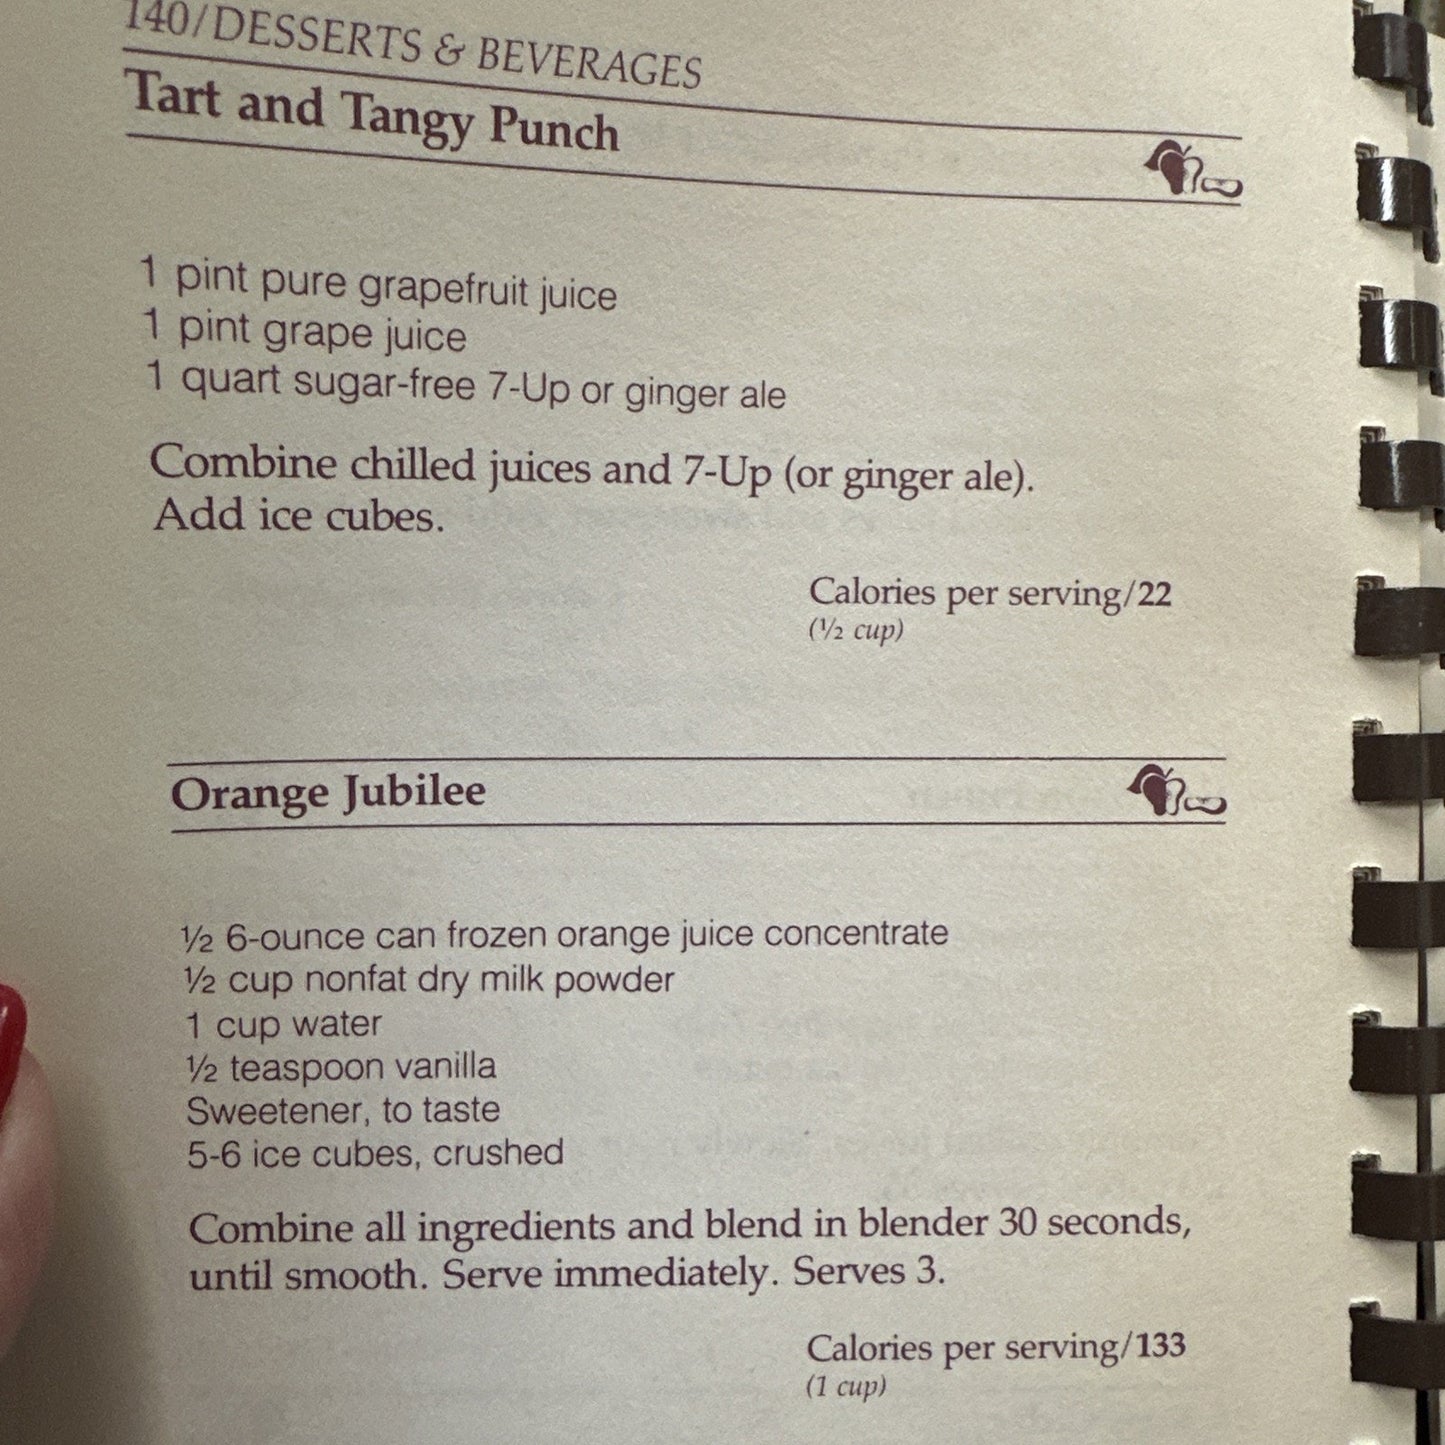 140/DESSERTS & BEVERAGES
Tart and Tangy Punch
1 pint pure grapefruit juice
1 pint grape juice
1 quart sugar-free 7-Up or ginger ale
Combine chilled juices and 7-Up (or ginger ale).
Add ice cubes.
Calories per serving/22
(½ cup)
Orange Jubilee
½ 6-ounce can frozen orange juice concentrate
½ cup nonfat dry milk powder
1 cup water
½ teaspoon vanilla
Sweetener, to taste
5-6 ice cubes, crushed
Combine all ingredients and blend in blender 30 seconds,
until smooth. Serve immediately. Serves 3.
Calories per serving/133
(1 cup)